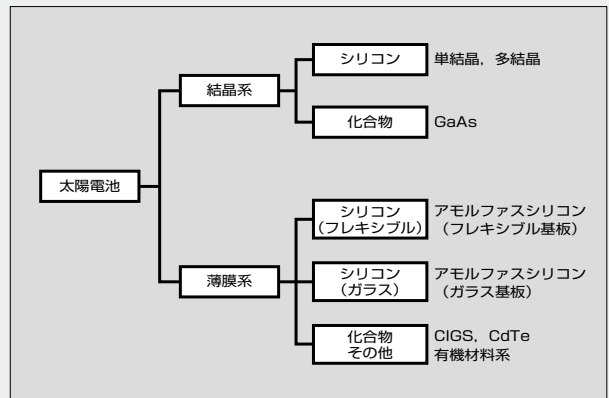 シリコン
単結晶，多結晶
結晶系
化合物
GaAs
太陽電池
シリコン
（フレキシブル）
アモルファスシリコン
（フレキシブル基板）
薄膜系
シリコン
（ガラス）
アモルファスシリコン
（ガラス基板）
化合物
その他
CIGS，CdTe
有機材料系